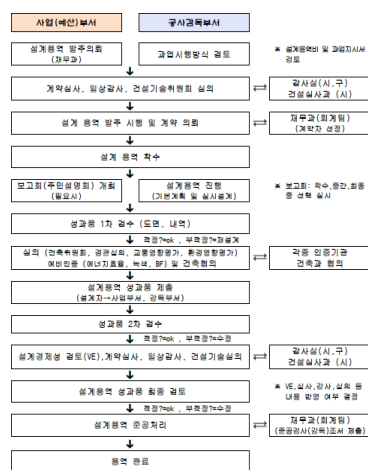 사업(예산)부서
공사감독부서
설계용역 발주의뢰
(재무과)
과업시행방식 검토
※ 설계용역비 및 과업지시서
검토
계약심사, 일상감사, 건설기술위원회 심의
감사실(시,구)
건설심사과 (시)
설계 용역 발주 시행 및 계약 의뢰
재무과(회계팀)
(계약자 선정)
설계 용역 착수
보고회(주민설명회) 개최
(필요시)
설계용역 진행
(기본계획 및 실시설계)
※ 보고회: 착수,중간,최종
중 선택 실시
성과품 1차 검수 (도면, 내역)
적정?=ok , 부적정?=재설계
심의 (건축위원회, 경관심의, 교통영향평가, 환경영향평가)
예비인증 (에너지효율, 녹색, BF) 및 건축협의
각종 인증기관
건축과 협의
설계용역 성과품 제출
(설계자→사업부서, 감독부서)
성과품 2차 검수
적정?=ok , 부적정?=수정
설계경제성 검토(VE),계약심사, 일상감사, 건설기술심의
감사실(시,구)
건설심사과 (시)
설계용역 성과품 최종 검토
※ VE,심사,감사,심의 등
내용 반영 여부 결정
적정?=ok , 부적정?=수정
설계용역 준공처리
재무과(회계팀)
(준공검사(감독)조서 제출)
용역 완료